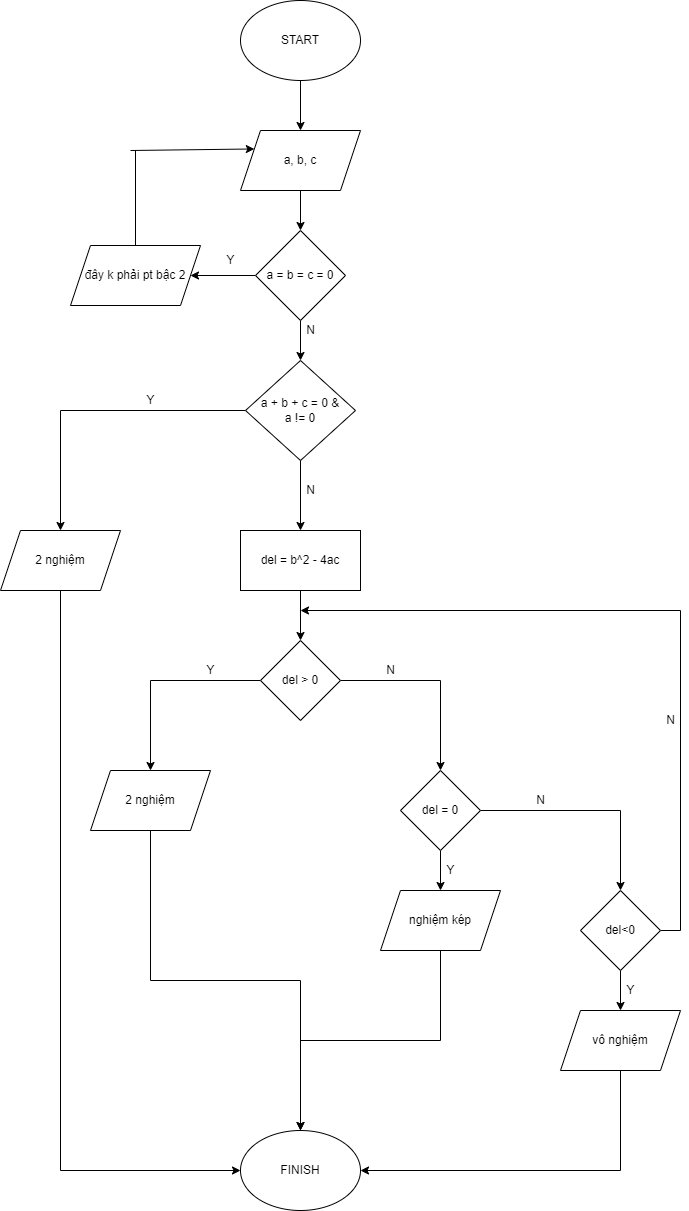 START
a, b, c
Y
đây k phải pt bậc 2
a = b = c = 0
N
a + b + c = 0 &
a != 0
Y
N
2 nghiệm
del = b^2 - 4ac
Y
del > 0
N
N
2 nghiệm
del = 0
N
Y
nghiệm kép
del<0
Y
vô nghiệm
FINISH